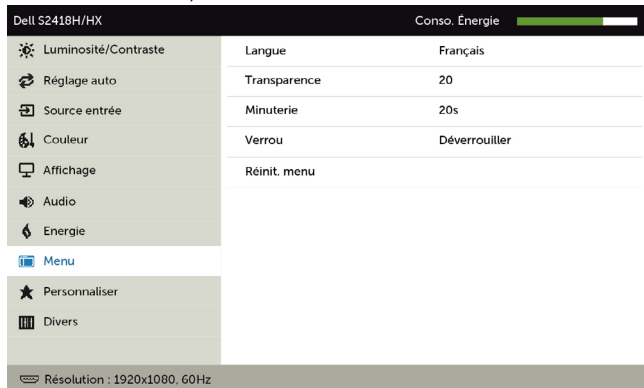 Dell S2418H/HX Conso. Énergie
Luminosité/Contraste
Réglage auto
Source entrée
Couleur
Affichage
Audio
Energie
Menu
Personnaliser
Divers
Langue Français
Transparence 20
Minuterie 20s
Verrou Déverrouiller
Réinit. menu
Résolution : 1920x1080, 60Hz